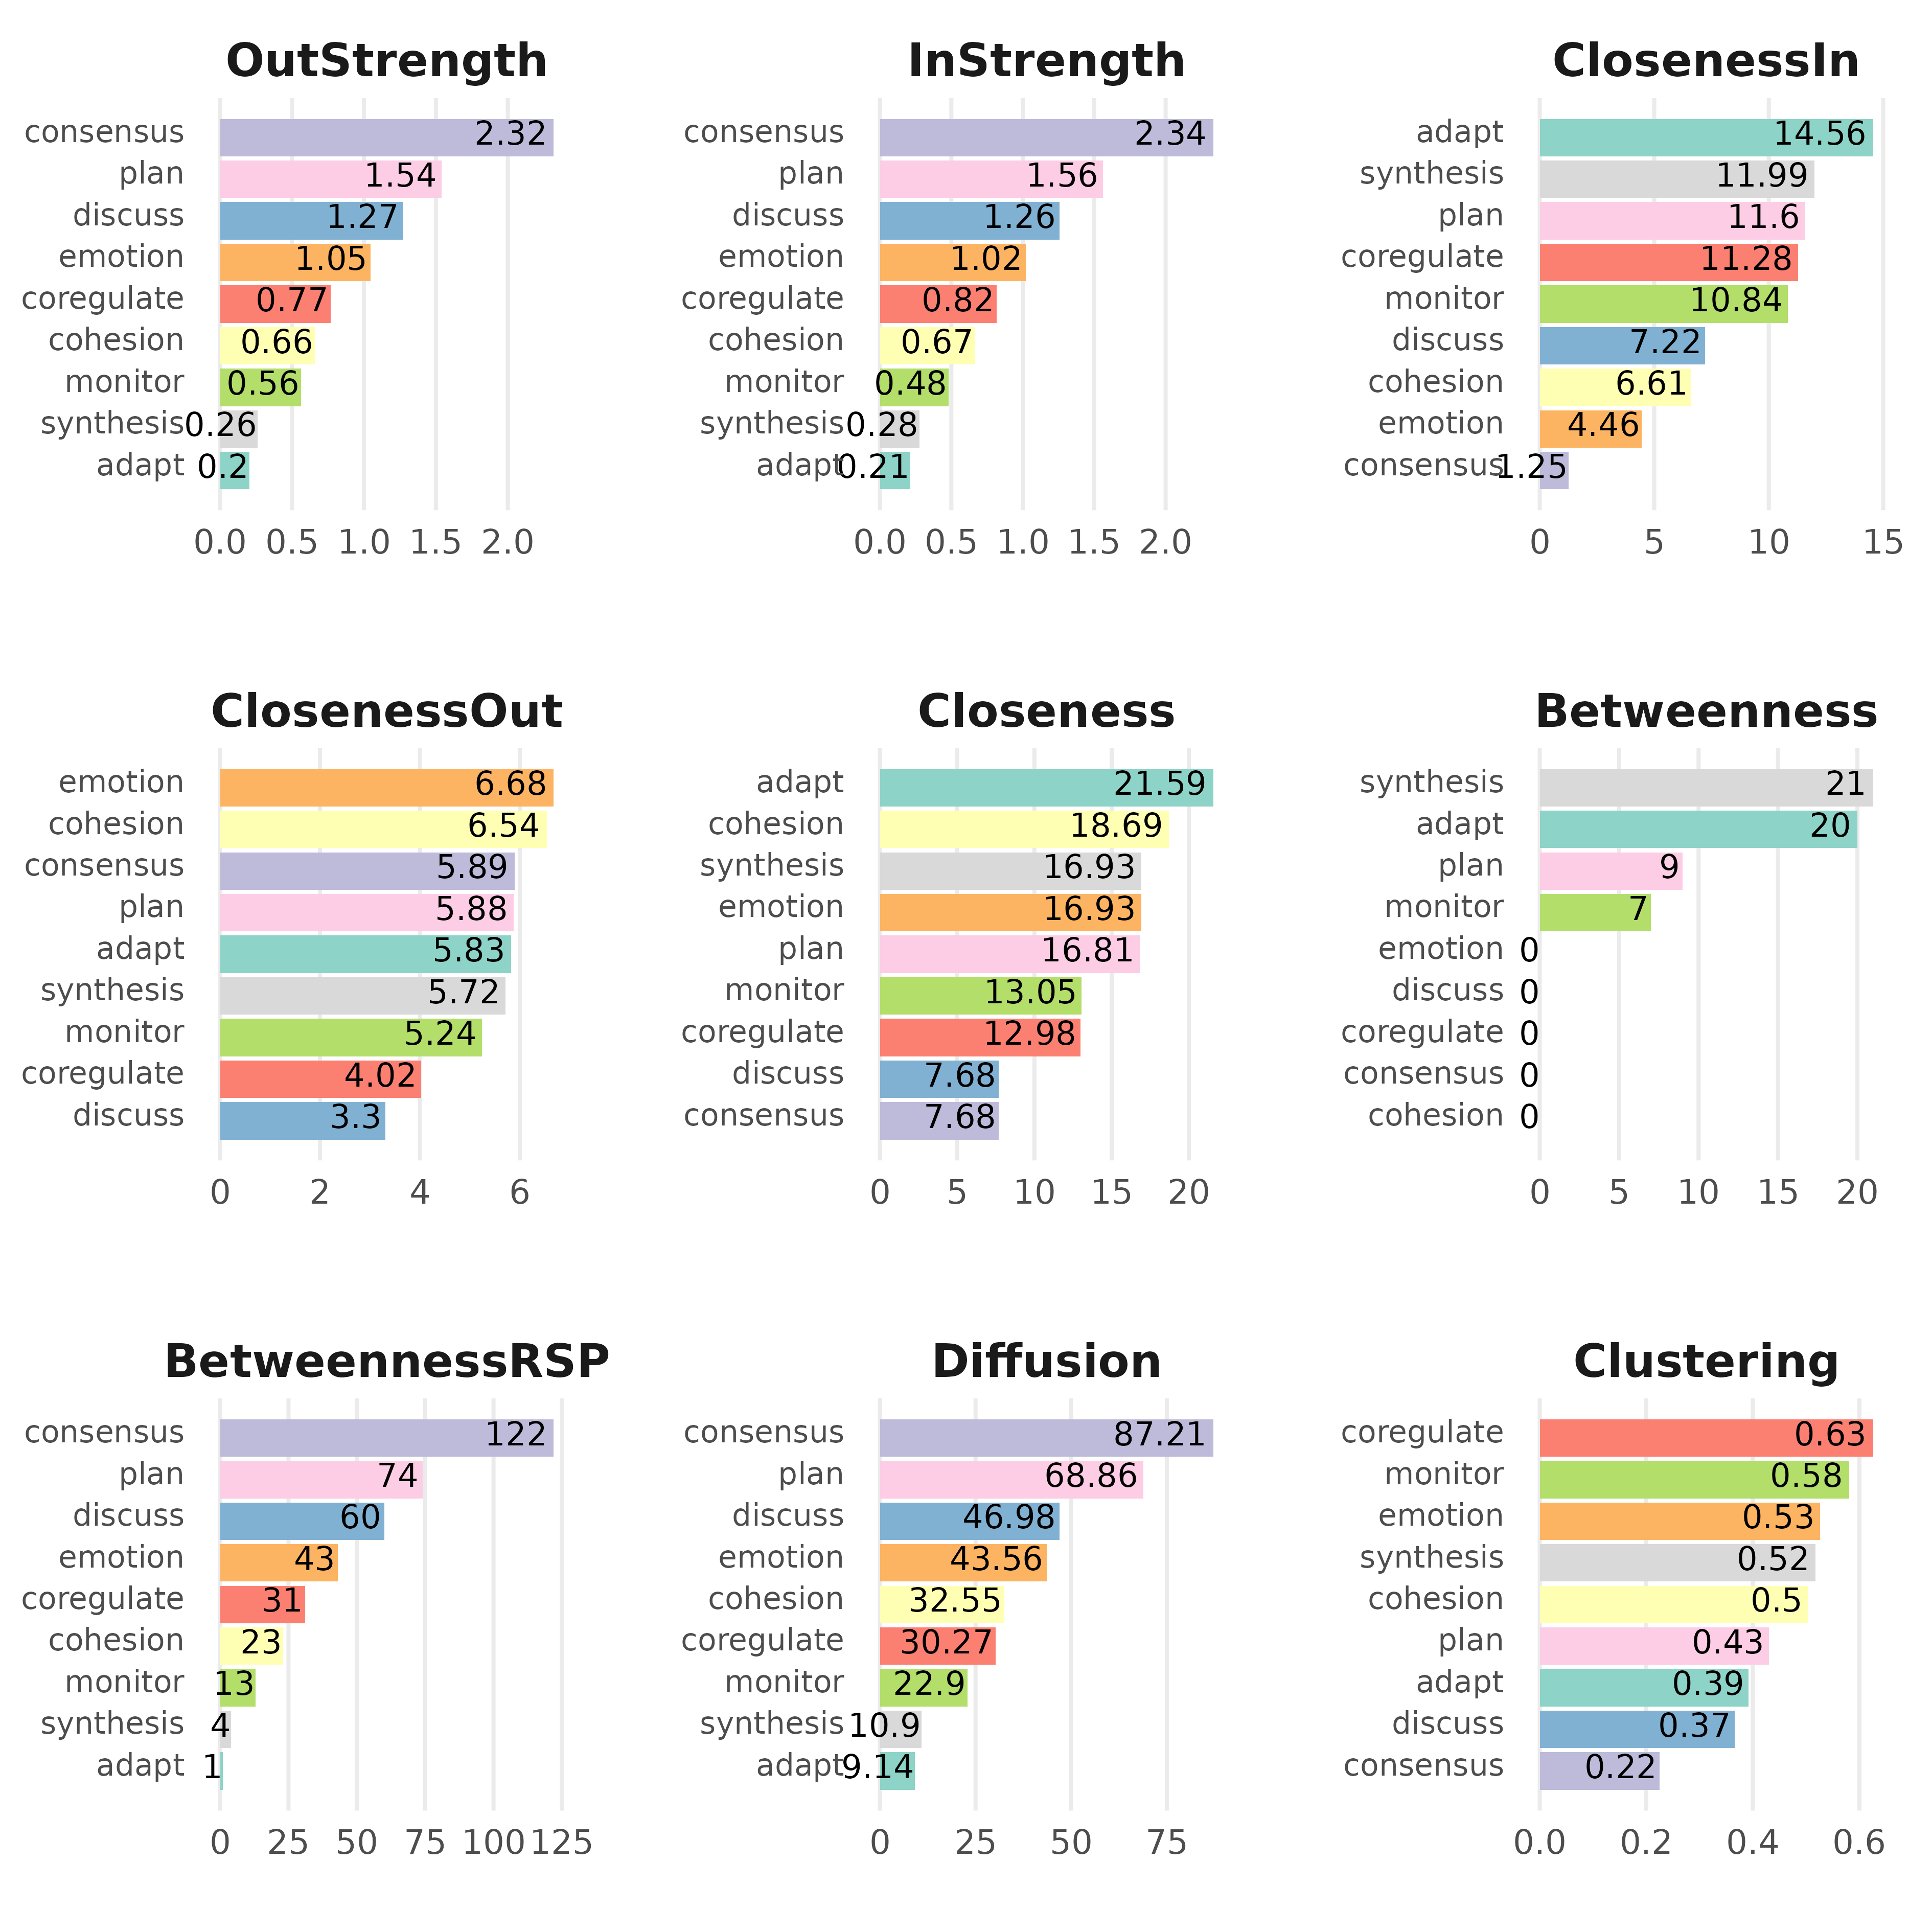 OutStrength
consensus 2.32
plan 1.54
discuss 1.27
emotion 1.05
coregulate 0.77
cohesion 0.66
monitor 0.56
synthesis 0.26
adapt 0.2
0.0 0.5 1.0 1.5 2.0
InStrength
consensus 2.34
plan 1.56
discuss 1.26
emotion 1.02
coregulate 0.82
cohesion 0.67
monitor 0.48
synthesis 0.28
adapt 0.21
0.0 0.5 1.0 1.5 2.0
ClosenessIn
adapt 14.56
synthesis 11.99
plan 11.6
coregulate 11.28
monitor 10.84
discuss 7.22
cohesion 6.61
emotion 4.46
consensus 1.25
0 5 10 15
ClosenessOut
emotion 6.68
cohesion 6.54
consensus 5.89
plan 5.88
adapt 5.83
synthesis 5.72
monitor 5.24
coregulate 4.02
discuss 3.3
0 2 4 6
Closeness
adapt 21.59
cohesion 18.69
synthesis 16.93
emotion 16.93
plan 16.81
monitor 13.05
coregulate 12.98
discuss 7.68
consensus 7.68
0 5 10 15 20
Betweenness
synthesis 21
adapt 20
plan 9
monitor 7
emotion 0
discuss 0
coregulate 0
consensus 0
cohesion 0
0 5 10 15 20
BetweennessRSP
consensus 122
plan 74
discuss 60
emotion 43
coregulate 31
cohesion 23
monitor 13
synthesis 4
adapt 1
0 25 50 75 100 125
Diffusion
consensus 87.21
plan 68.86
discuss 46.98
emotion 43.56
cohesion 32.55
coregulate 30.27
monitor 22.9
synthesis 10.9
adapt 9.14
0 25 50 75
Clustering
coregulate 0.63
monitor 0.58
emotion 0.53
synthesis 0.52
cohesion 0.5
plan 0.43
adapt 0.39
discuss 0.37
consensus 0.22
0.0 0.2 0.4 0.6